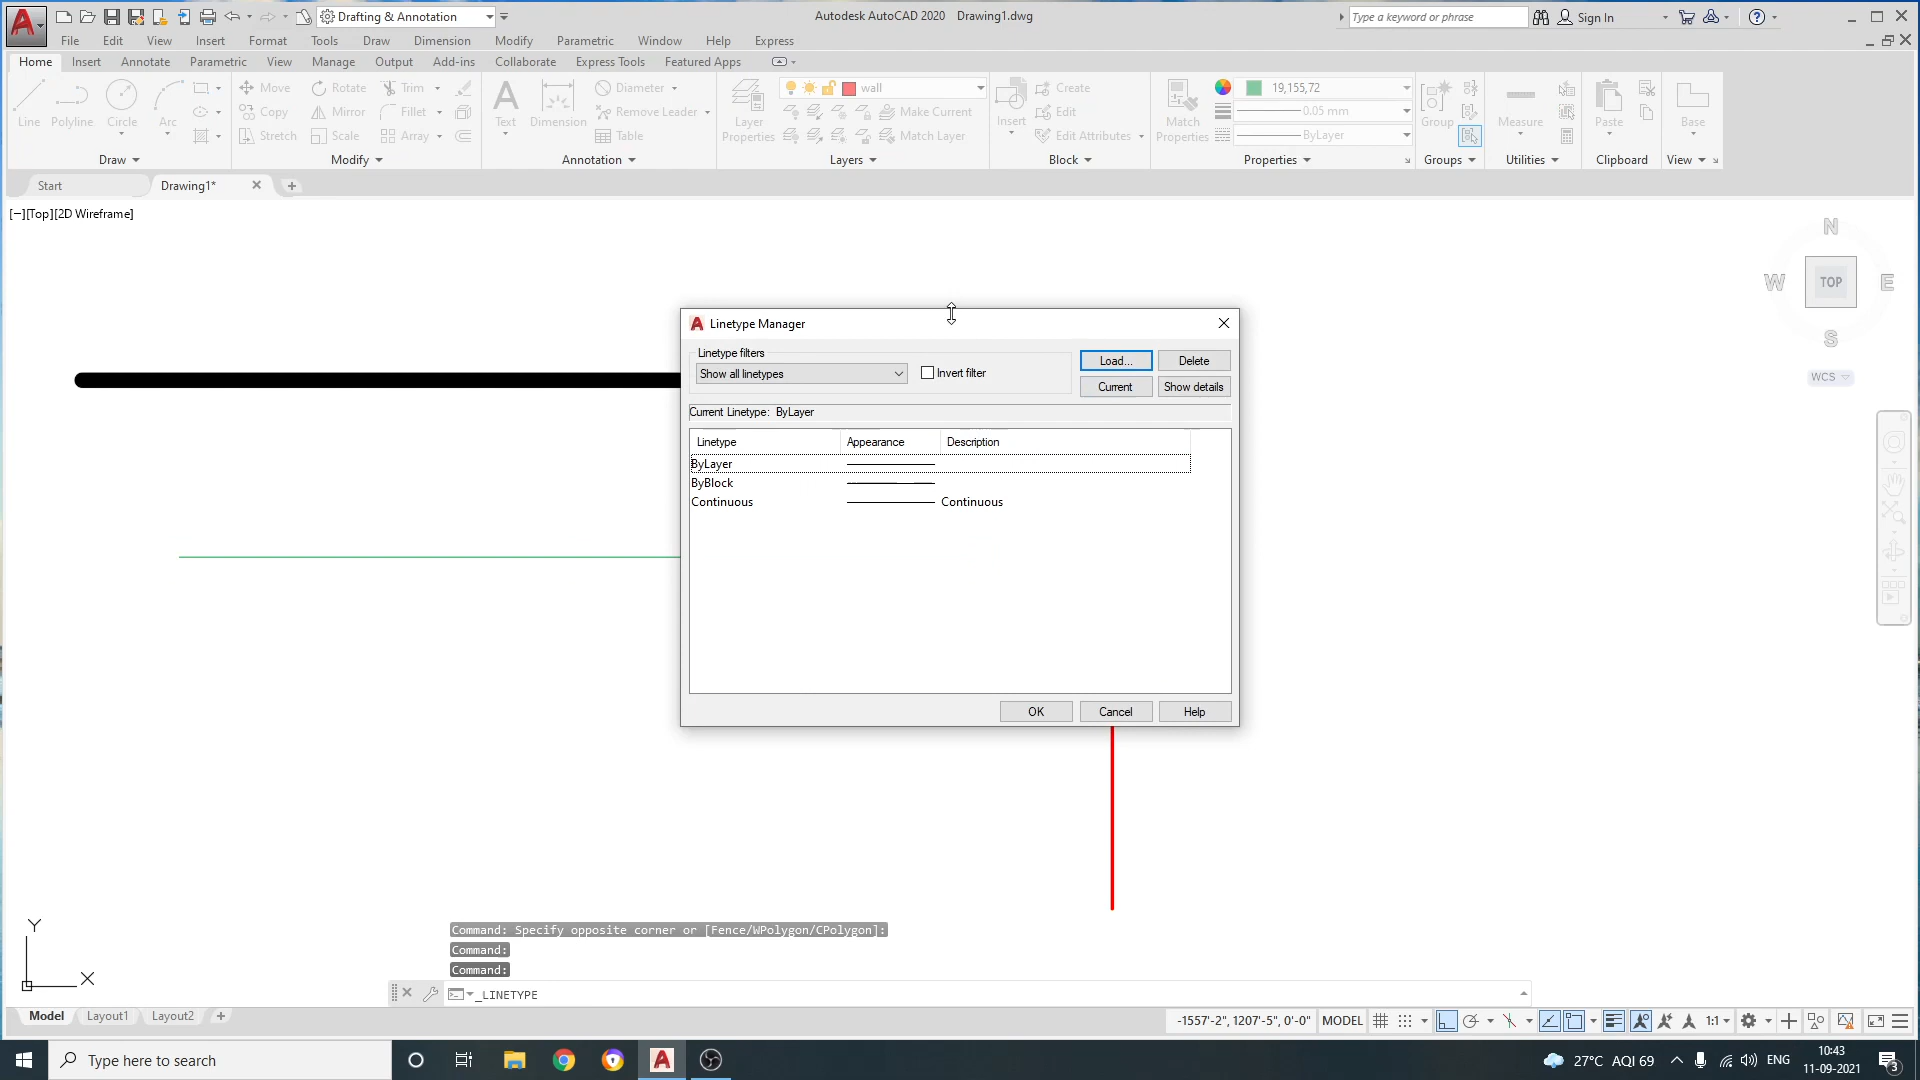 Drafting & Annotation
Autodesk AutoCAD 2020 Drawing1.dwg
Type a keyword or phrase
Sign In
File Edit View Insert Format Tools Draw Dimension Modify Parametric Window Help Express
Home Insert Annotate Parametric View Manage Output Add-ins Collaborate Express Tools Featured Apps
Line Polyline Circle Arc
Move Rotate Trim
Copy Mirror Fillet
Stretch Scale Array
Text Dimension
Diameter
Remove Leader
Table
Layer Properties
wall
Make Current
Match Layer
Insert
Create
Edit
Edit Attributes
Match Properties
19,155,72
0.05 mm
ByLayer
Group
Measure
Paste
Base
Draw Modify Annotation Layers Block Properties Groups Utilities Clipboard View
Start Drawing1*
[−][Top][2D Wireframe]
N
W TOP E
S
WCS
Linetype Manager
Linetype filters
Show all linetypes
Invert filter
Load... Delete
Current Show details
Current Linetype: ByLayer
Linetype Appearance Description
ByLayer
ByBlock
Continuous Continuous
OK Cancel Help
Y
X
Command: Specify opposite corner or [Fence/WPolygon/CPolygon]:
Command:
Command:
_LINETYPE
Model Layout1 Layout2
-1557'-2", 1207'-5", 0'-0" MODEL
1:1
Type here to search
27°C AQI 69
ENG
10:43
11-09-2021
3